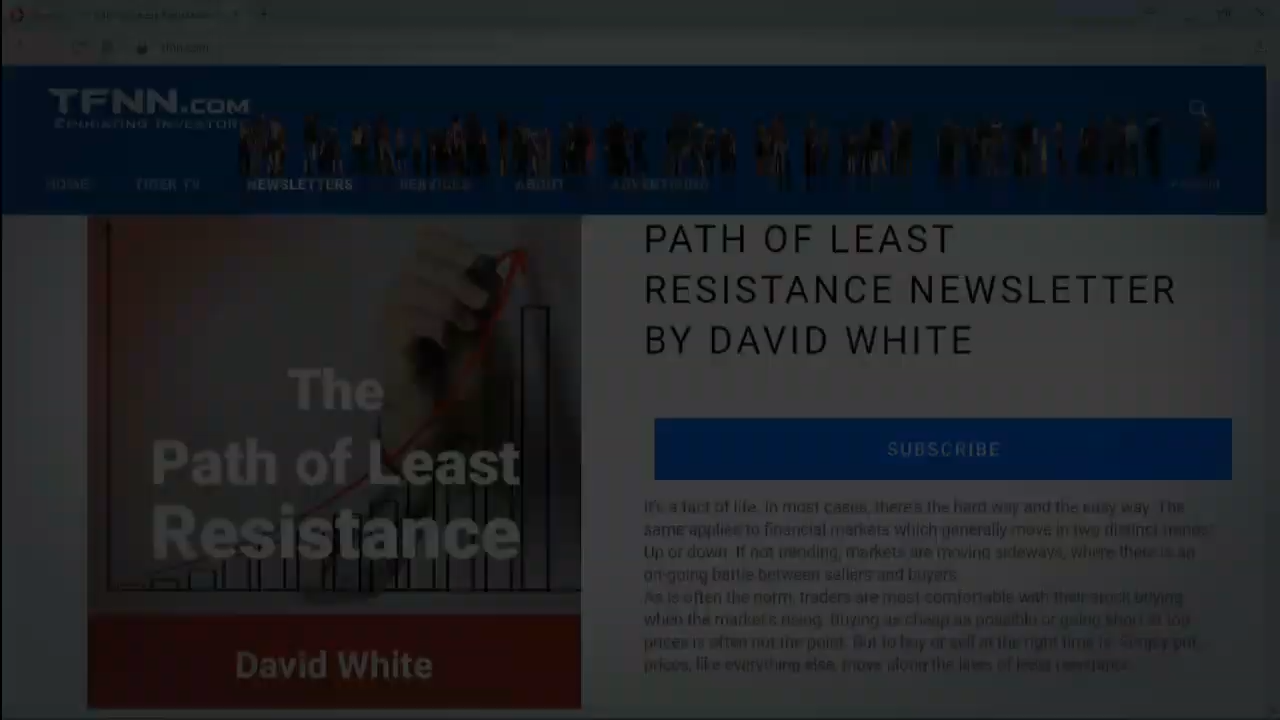 tfnn.com
TFNN.COM
EDUCATING INVESTORS
HOME TIGER TV NEWSLETTERS SERVICES ABOUT ADVERTISING
PATH OF LEAST
RESISTANCE NEWSLETTER
BY DAVID WHITE
The
Path of Least
Resistance
David White
SUBSCRIBE
It's a fact of life. In most cases, there's the hard way and the easy way. The
same applies to financial markets which generally move in two distinct trends:
Up or down. If not trending, markets are moving sideways, where there is an
on-going battle between sellers and buyers.
As is often the norm, traders are most comfortable with their stock buying
when the market's rising. Buying as cheap as possible or going short at top
prices is often not the point. But to buy or sell at the right time is. Simply put,
prices, like everything else, move along the lines of least resistance.